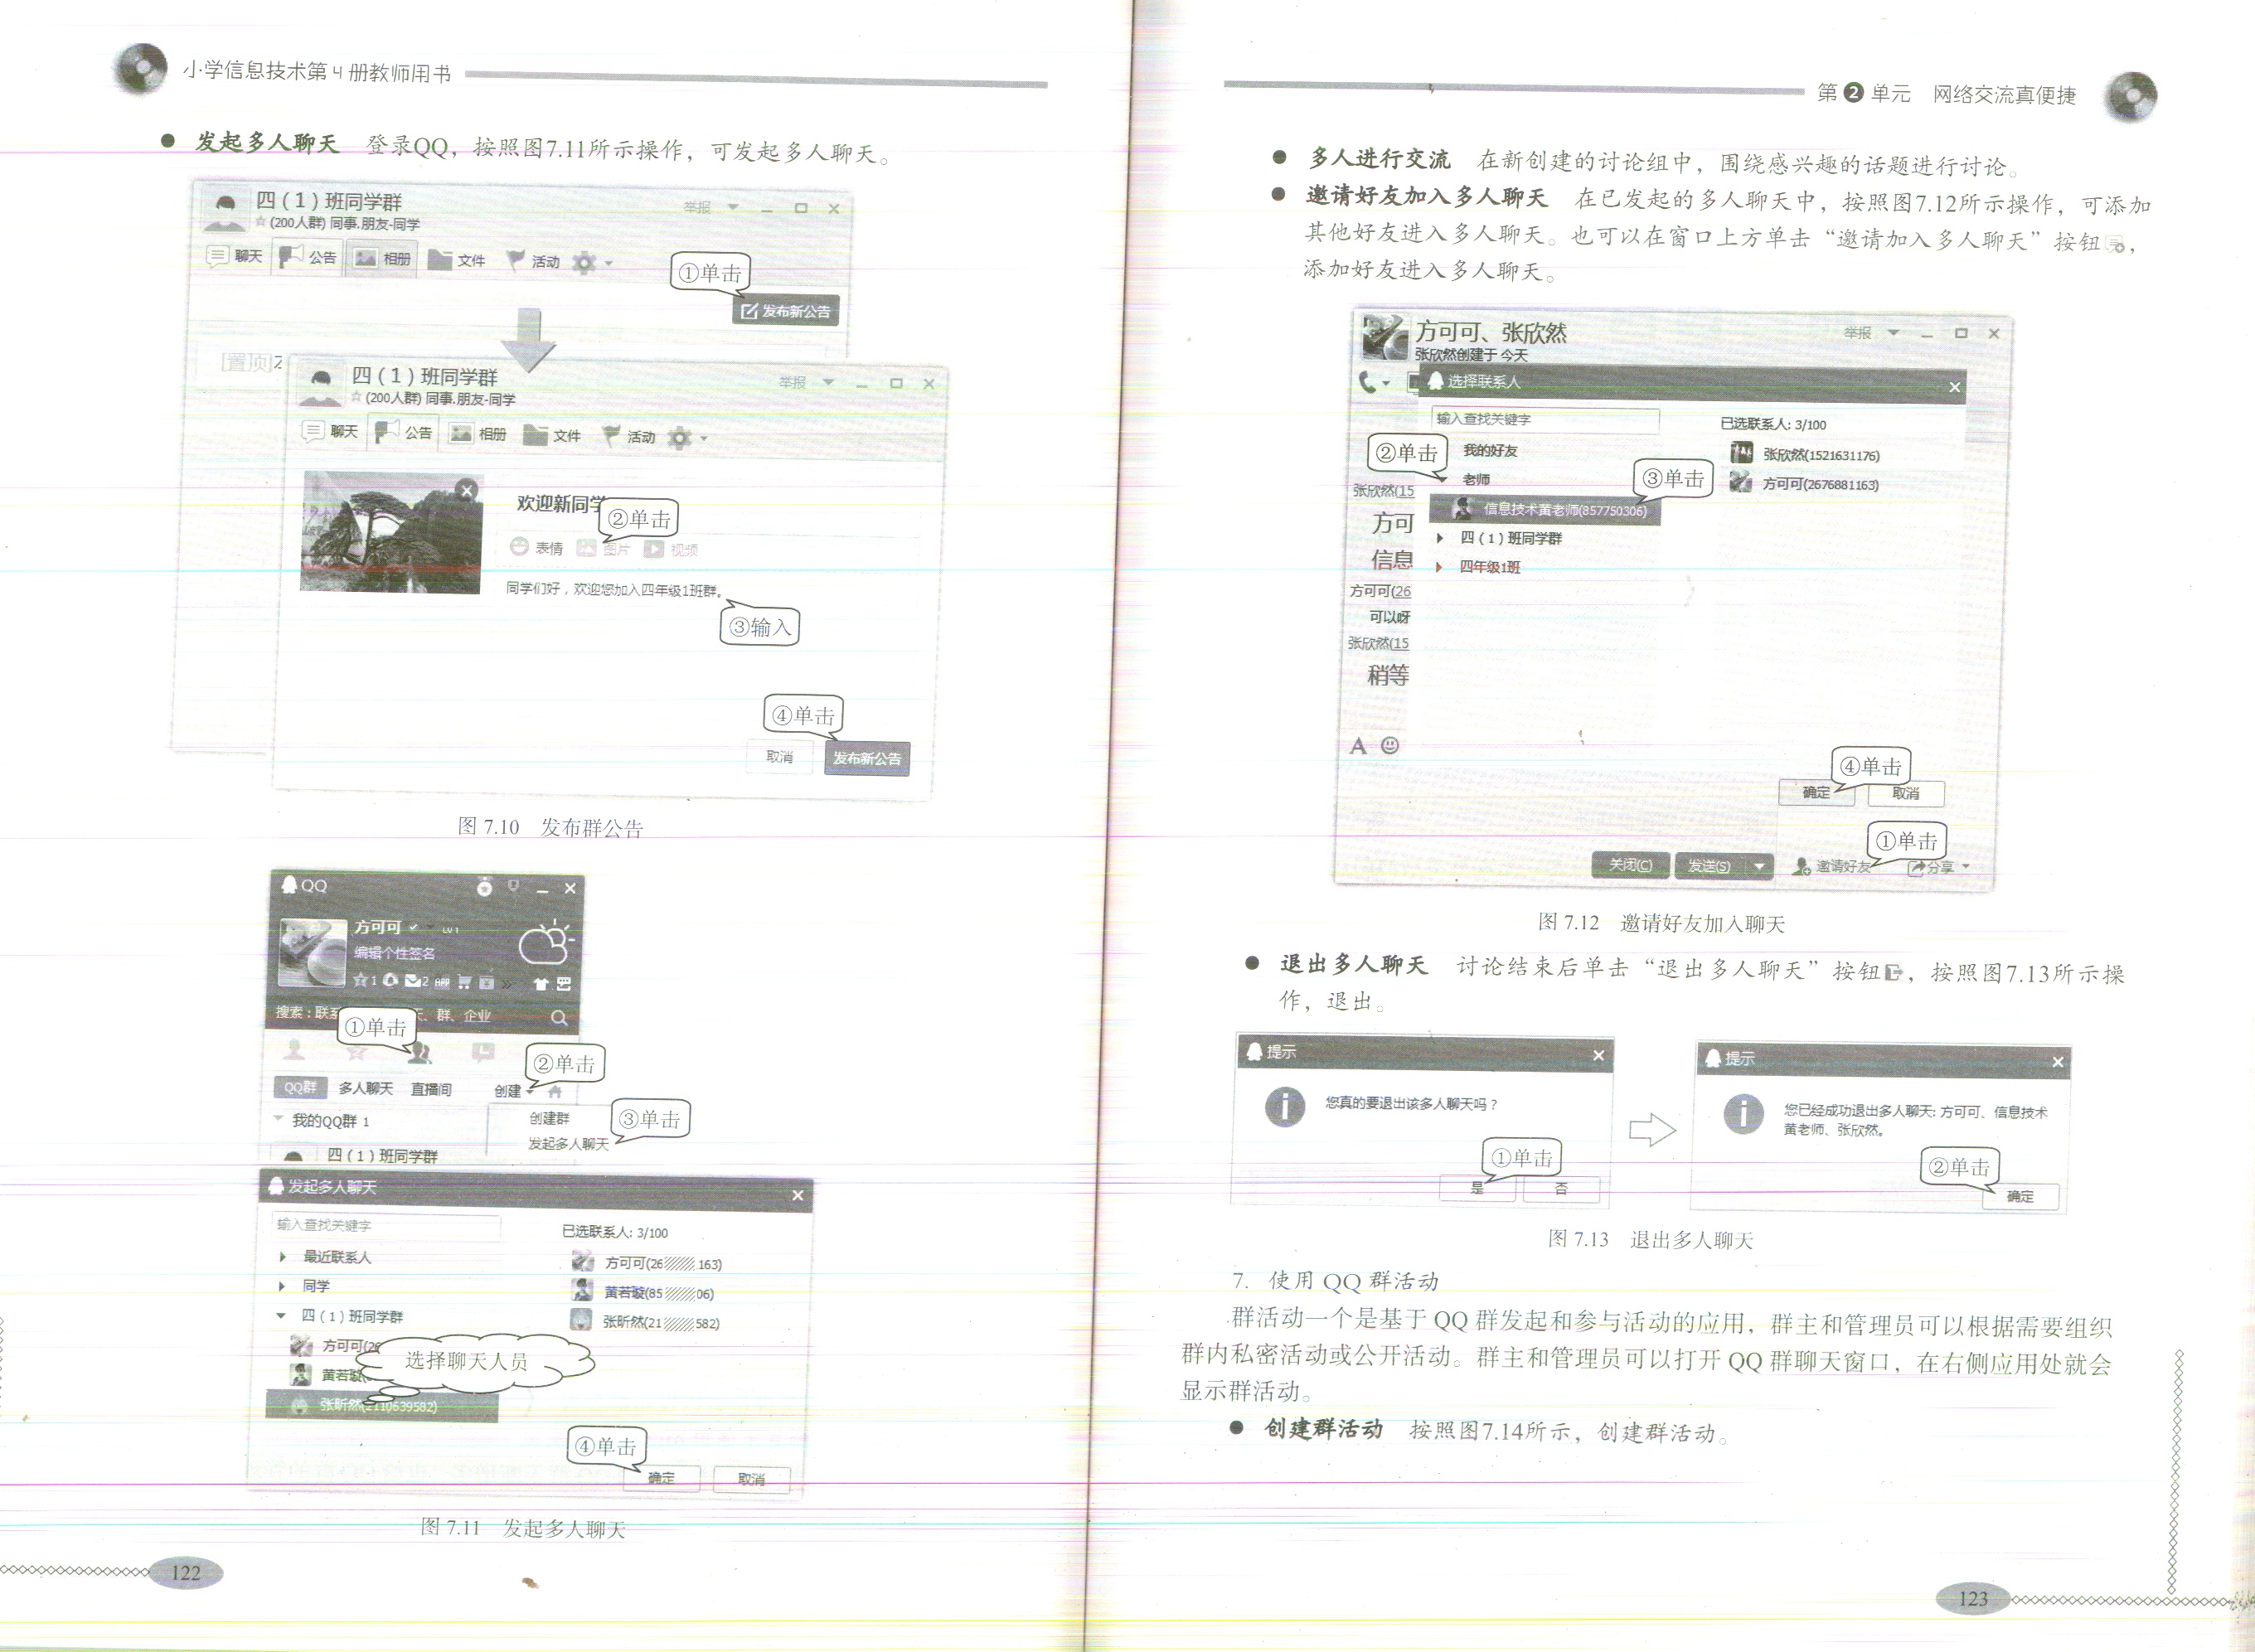 小学信息技术第4册教师用书
● 发起多人聊天 登录QQ，按照图7.11所示操作，可发起多人聊天。
四（1）班同学群
(200人群) 同事.朋友-同学
举报
聊天 公告 相册 文件 活动
①单击
发布新公告
[置顶]
四（1）班同学群
(200人群) 同事.朋友-同学
举报
聊天 公告 相册 文件 活动
欢迎新同学
②单击
表情 图片 视频
同学们好，欢迎您加入四年级1班群。
③输入
④单击
取消 发布新公告
图 7.10 发布群公告
QQ
方可可 LV1
编辑个性签名
1 2 APP
搜索：联系 、群、企业
①单击
②单击
QQ群 多人聊天 直播间 创建
我的QQ群 1
创建群
③单击
发起多人聊天
四（1）班同学群
发起多人聊天
输入查找关键字
已选联系人: 3/100
最近联系人
方可可(26 163)
同学
黄若璇(85 06)
四（1）班同学群
张昕然(21 582)
方可可(26
选择聊天人员
黄若璇(
张昕然(2110639582)
④单击
确定 取消
图 7.11 发起多人聊天
122
第2单元 网络交流真便捷
● 多人进行交流 在新创建的讨论组中，围绕感兴趣的话题进行讨论。
● 邀请好友加入多人聊天 在已发起的多人聊天中，按照图7.12所示操作，可添加
其他好友进入多人聊天。也可以在窗口上方单击“邀请加入多人聊天”按钮，
添加好友进入多人聊天。
方可可、张欣然
张欣然创建于 今天
举报
选择联系人
输入查找关键字
已选联系人: 3/100
②单击
我的好友
张欣然(1521631176)
老师
③单击
方可可(2676881163)
张欣然(15
信息技术黄老师(857750306)
方可
四（1）班同学群
信息
四年级1班
方可可(26
可以呀
张欣然(15
稍等
A
④单击
确定 取消
①单击
关闭(C) 发送(S) 邀请好友 分享
图 7.12 邀请好友加入聊天
● 退出多人聊天 讨论结束后单击“退出多人聊天”按钮，按照图7.13所示操
作，退出。
提示
您真的要退出该多人聊天吗？
①单击
是 否
提示
您已经成功退出多人聊天: 方可可、信息技术
黄老师、张欣然。
②单击
确定
图 7.13 退出多人聊天
7. 使用 QQ 群活动
群活动一个是基于 QQ 群发起和参与活动的应用，群主和管理员可以根据需要组织
群内私密活动或公开活动。群主和管理员可以打开 QQ 群聊天窗口，在右侧应用处就会
显示群活动。
● 创建群活动 按照图7.14所示，创建群活动。
123